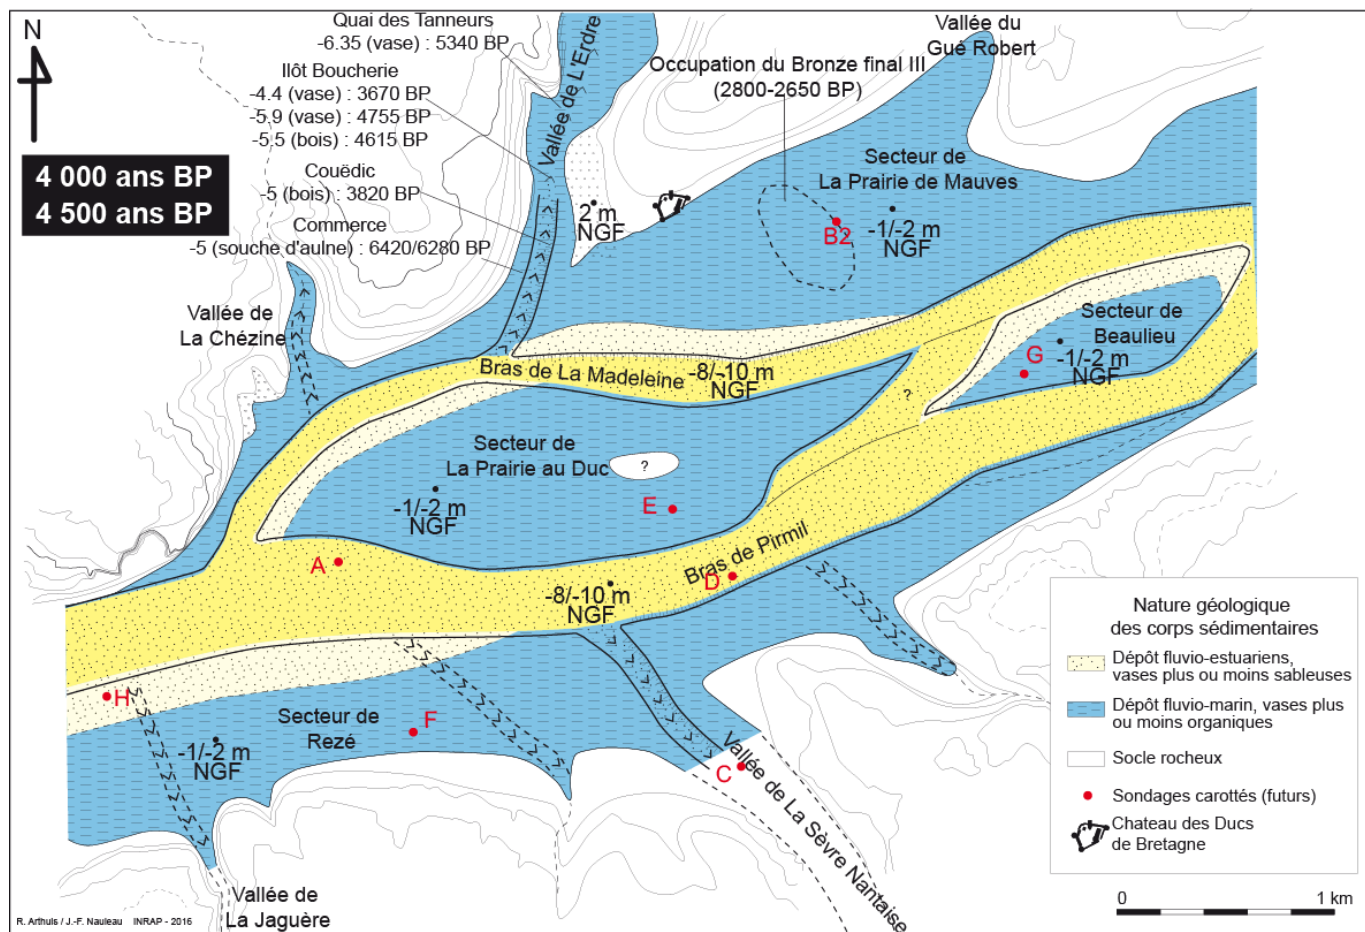 N
Quai des Tanneurs
-6.35 (vase) : 5340 BP
Ilôt Boucherie
-4.4 (vase) : 3670 BP
-5.9 (vase) : 4755 BP
-5.5 (bois) : 4615 BP
Couëdic
-5 (bois) : 3820 BP
Commerce
-5 (souche d'aulne) : 6420/6280 BP
4 000 ans BP
4 500 ans BP
Vallée de L'Erdre
Vallée du
Gué Robert
Occupation du Bronze final III
(2800-2650 BP)
Secteur de
La Prairie de Mauves
2 m
NGF
B2
-1/-2 m
NGF
Vallée de
La Chézine
Secteur de
Beaulieu
G
-1/-2 m
NGF
Bras de La Madeleine
-8/-10 m
NGF
?
Secteur de
La Prairie au Duc
?
-1/-2 m
NGF
E
A
Bras de Pirmil
D
-8/-10 m
NGF
H
Secteur de
Rezé
F
-1/-2 m
NGF
C
Vallée de La Sèvre Nantaise
Vallée de
La Jaguère
Nature géologique
des corps sédimentaires
Dépôt fluvio-estuariens,
vases plus ou moins sableuses
Dépôt fluvio-marin, vases plus
ou moins organiques
Socle rocheux
Sondages carottés (futurs)
Chateau des Ducs
de Bretagne
0 1 km
R. Arthuis / J.-F. Nauleau INRAP - 2016